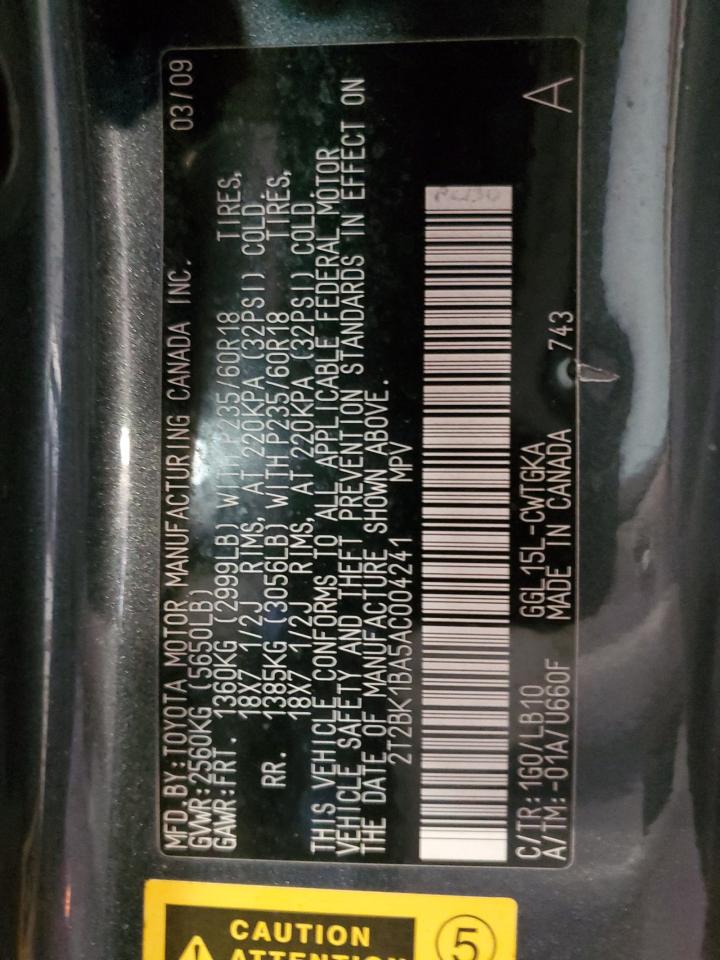 MFD.BY:TOYOTA MOTOR MANUFACTURING CANADA INC. 03/09
GVWR:2560KG (5650LB)
GAWR:FRT. 1360KG (2999LB) WITH P235/60R18 TIRES,
18X7 1/2J RIMS, AT 220KPA (32PSI) COLD.
RR. 1385KG (3056LB) WITH P235/60R18 TIRES,
18X7 1/2J RIMS, AT 220KPA (32PSI) COLD.
THIS VEHICLE CONFORMS TO ALL APPLICABLE FEDERAL MOTOR
VEHICLE SAFETY AND THEFT PREVENTION STANDARDS IN EFFECT ON
THE DATE OF MANUFACTURE SHOWN ABOVE.
2T2BK1BA5AC004241 MPV
C/TR:1G0/LB10 GGL15L-CWTGKA A
A/TM:-01A/U660F MADE IN CANADA 743
CAUTION 5
ATTENTION